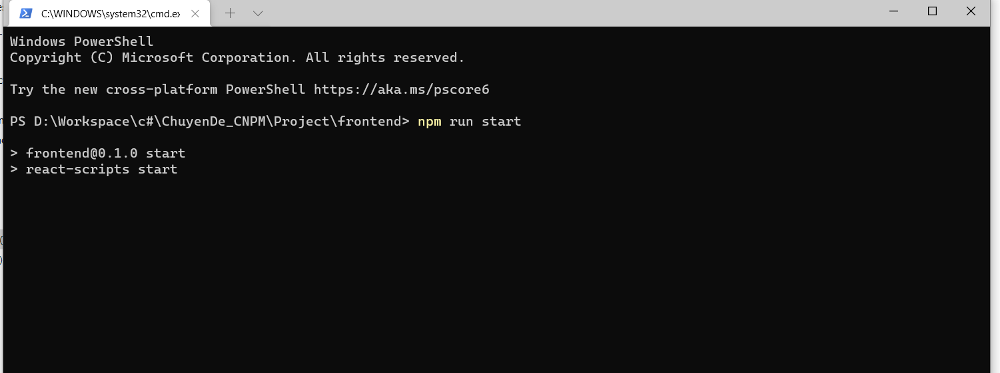 C:\WINDOWS\system32\cmd.ex
Windows PowerShell
Copyright (C) Microsoft Corporation. All rights reserved.
Try the new cross-platform PowerShell https://aka.ms/pscore6
PS D:\Workspace\c#\ChuyenDe_CNPM\Project\frontend> npm run start
> frontend@0.1.0 start
> react-scripts start